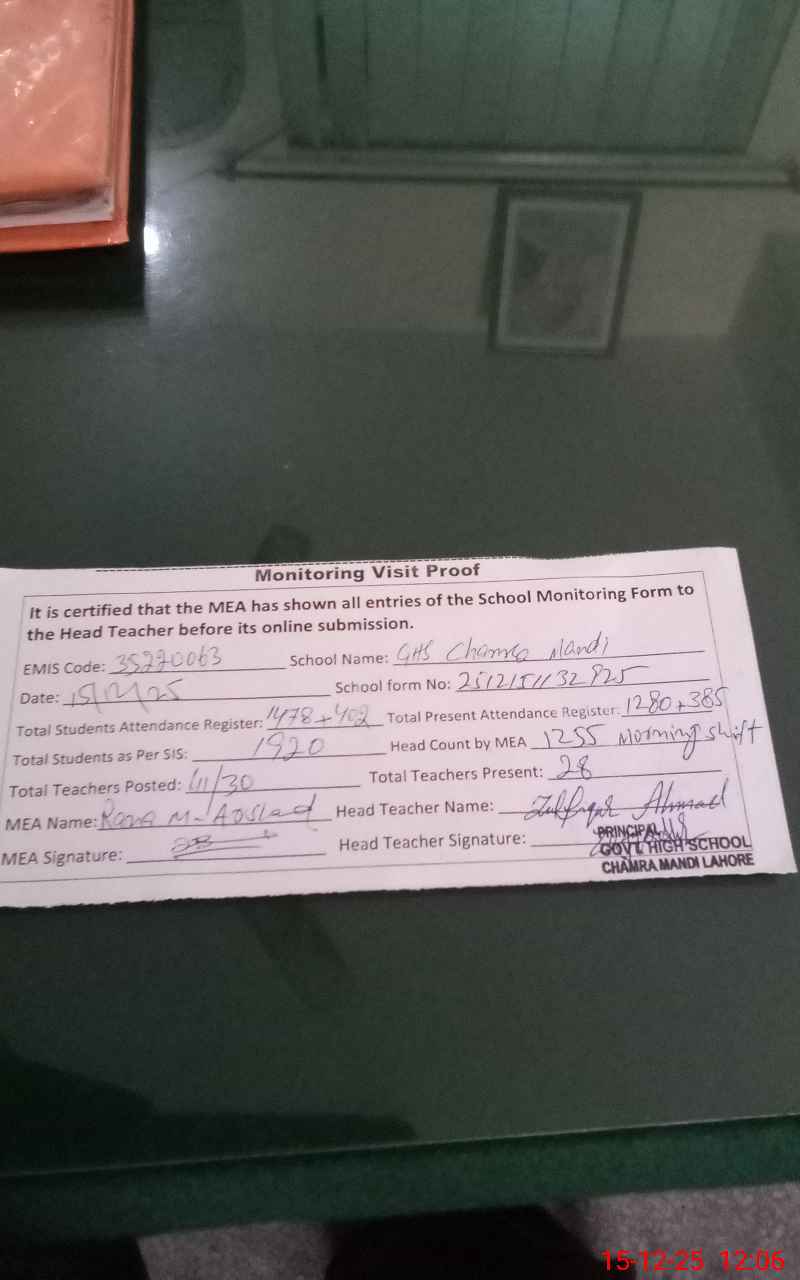 Monitoring Visit Proof
It is certified that the MEA has shown all entries of the School Monitoring Form to
the Head Teacher before its online submission.
EMIS Code: 35220063 School Name: GHS Chamra Mandi
Date: 15/12/25 School form No: 2512151132825
Total Students Attendance Register: 1478+402 Total Present Attendance Register: 1280+385
Total Students as Per SIS: 1920 Head Count by MEA 1255 Morning shift
Total Teachers Posted: /30 Total Teachers Present: 28
MEA Name: Rana M. Head Teacher Name: Zulfiqar Ahmad
MEA Signature: Head Teacher Signature:
PRINCIPAL
GOVT. HIGH SCHOOL
CHAMRA MANDI LAHORE
15-12-25 12:06